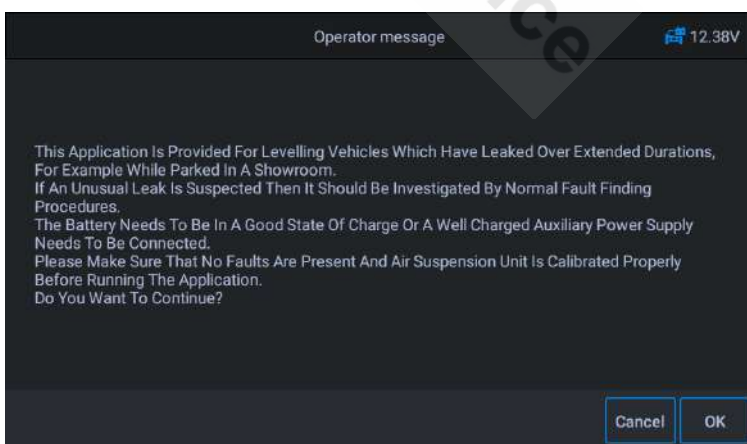 Operator message
12.38V
This Application Is Provided For Levelling Vehicles Which Have Leaked Over Extended Durations,
For Example While Parked In A Showroom.
If An Unusual Leak Is Suspected Then It Should Be Investigated By Normal Fault Finding
Procedures.
The Battery Needs To Be In A Good State Of Charge Or A Well Charged Auxiliary Power Supply
Needs To Be Connected.
Please Make Sure That No Faults Are Present And Air Suspension Unit Is Calibrated Properly
Before Running The Application.
Do You Want To Continue?
Cancel
OK